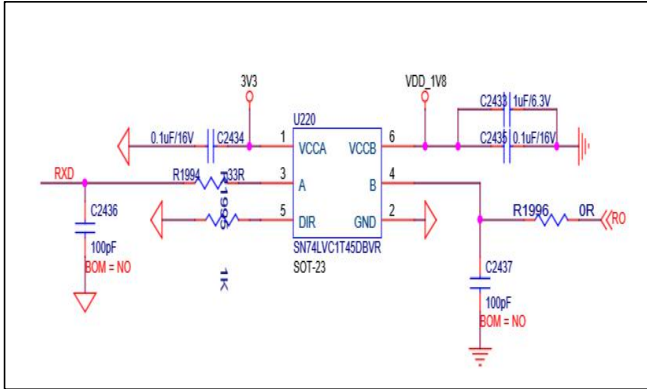 3V3
VDD_1V8
C2433 1uF/6.3V
U220
0.1uF/16V C2434
1
VCCA
VCCB
6
C2435 0.1uF/16V
RXD
R1994 33R
3
A
B
4
R1995
1K
R1996 0R
RO
C2436
5
DIR
GND
2
100pF
BOM = NO
SN74LVC1T45DBVR
SOT-23
C2437
100pF
BOM = NO